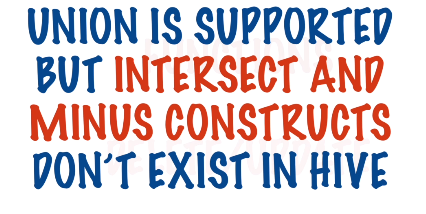 UNION IS SUPPORTED
BUT INTERSECT AND
MINUS CONSTRUCTS
DON'T EXIST IN HIVE